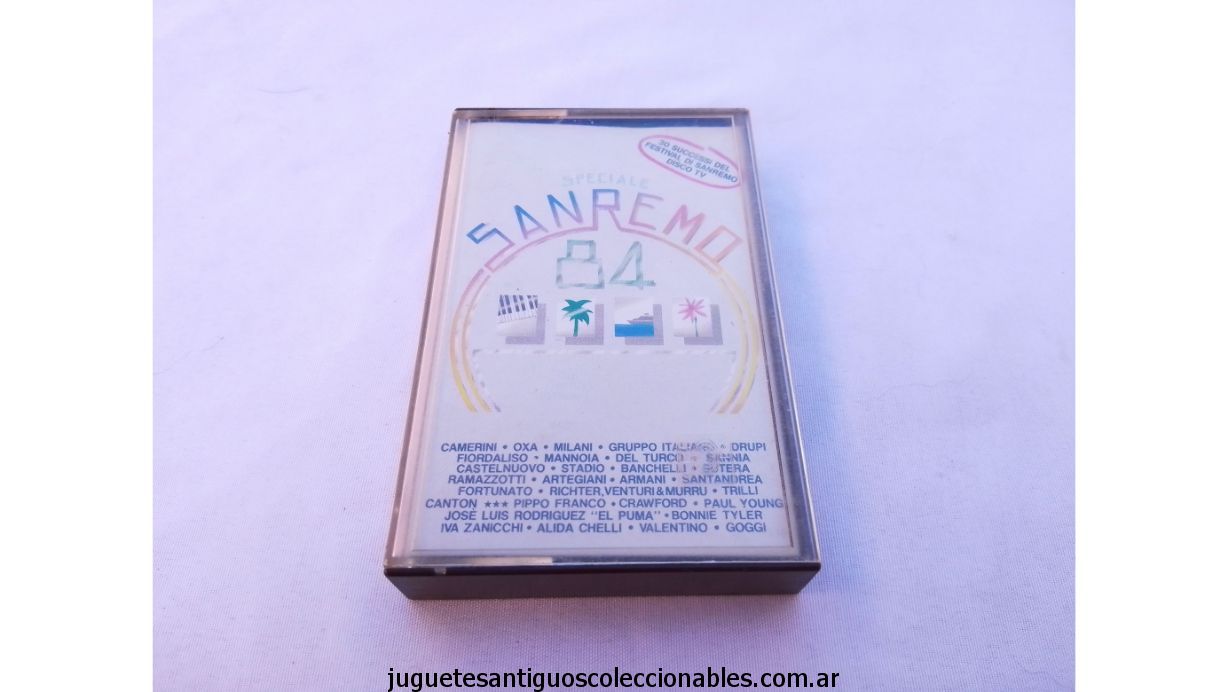 30 SUCCESSI DEL
FESTIVAL DI SANREMO
DISCO TV
SPECIALE
SANREMO
84
CAMERINI • OXA • MILANI • GRUPPO ITALIANO • DRUPI
FIORDALISO • MANNOIA • DEL TURCO • SANNIA
CASTELNUOVO • STADIO • BANCHELLI • SUTERA
RAMAZZOTTI • ARTEGIANI • ARMANI • SANTANDREA
FORTUNATO • RICHTER, VENTURI & MURRU • TRILLI
CANTON *** PIPPO FRANCO • CRAWFORD • PAUL YOUNG
JOSÉ LUIS RODRIGUEZ "EL PUMA" • BONNIE TYLER
IVA ZANICCHI • ALIDA CHELLI • VALENTINO • GOGGI
juguetesantiguoscoleccionables.com.ar